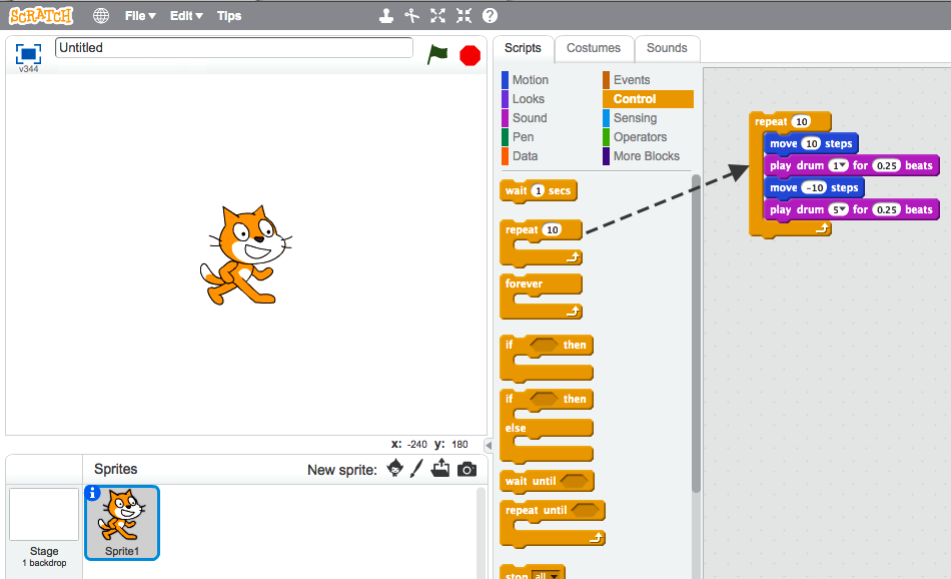 SCRATCH File Edit Tips
Untitled
v344
X: -240 y: 180
Sprites New sprite:
Stage
1 backdrop
Sprite1
Scripts Costumes Sounds
Motion Events
Looks Control
Sound Sensing
Pen Operators
Data More Blocks
wait 1 secs
repeat 10
forever
if then
if then
else
wait until
repeat until
stop all
repeat 10
move 10 steps
play drum 1 for 0.25 beats
move -10 steps
play drum 5 for 0.25 beats